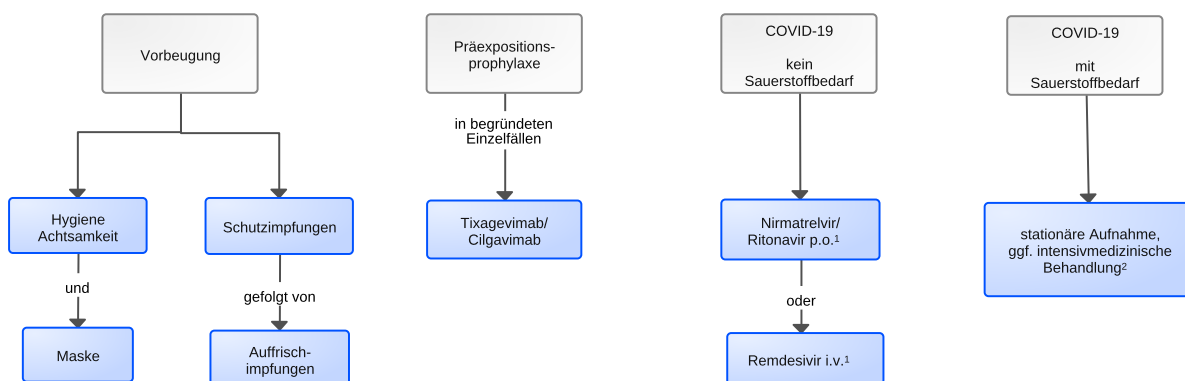 Vorbeugung
Hygiene
Achtsamkeit
und
Maske
Schutzimpfungen
gefolgt von
Auffrisch-
impfungen
Präexpositions-
prophylaxe
in begründeten
Einzelfällen
Tixagevimab/
Cilgavimab
COVID-19
kein
Sauerstoffbedarf
Nirmatrelvir/
Ritonavir p.o.¹
oder
Remdesivir i.v.¹
COVID-19
mit
Sauerstoffbedarf
stationäre Aufnahme,
ggf. intensivmedizinische
Behandlung²